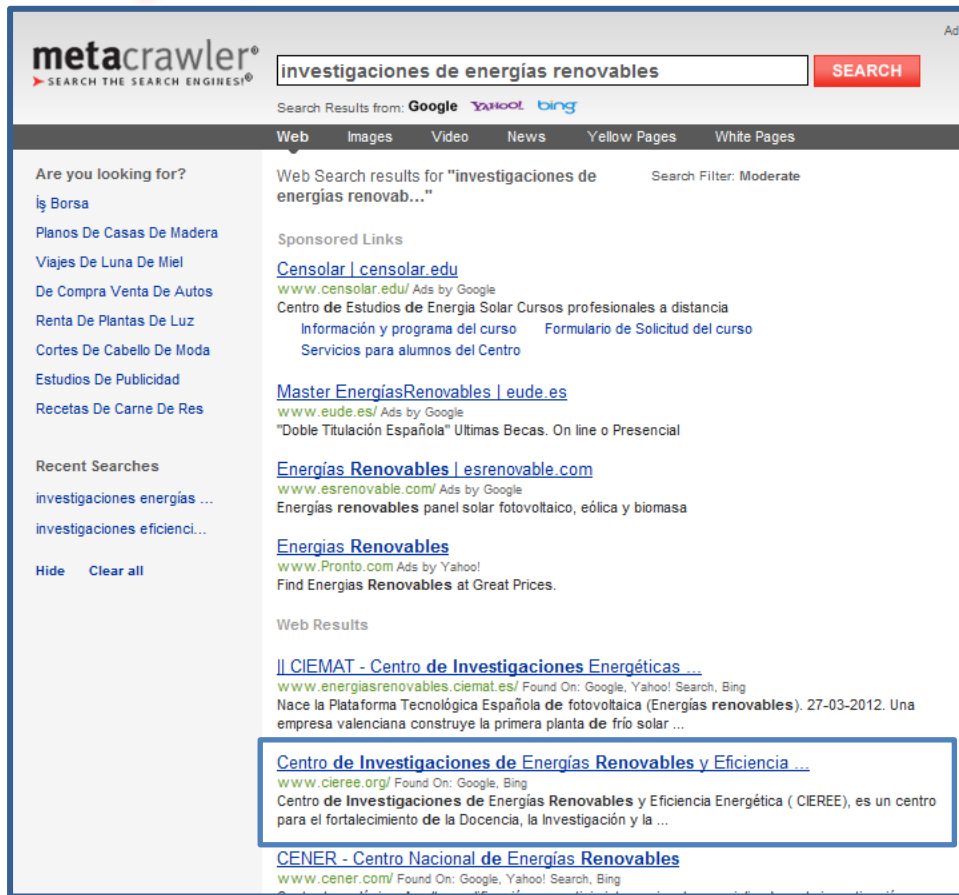 Ad
metacrawler®
SEARCH THE SEARCH ENGINES!®
investigaciones de energías renovables
SEARCH
Search Results from: Google YAHOO! bing
Web Images Video News Yellow Pages White Pages
Are you looking for?
İş Borsa
Planos De Casas De Madera
Viajes De Luna De Miel
De Compra Venta De Autos
Renta De Plantas De Luz
Cortes De Cabello De Moda
Estudios De Publicidad
Recetas De Carne De Res
Recent Searches
investigaciones energías ...
investigaciones eficienci...
Hide Clear all
Web Search results for "investigaciones de
energías renovab..."
Search Filter: Moderate
Sponsored Links
Censolar | censolar.edu
www.censolar.edu/ Ads by Google
Centro de Estudios de Energia Solar Cursos profesionales a distancia
Información y programa del curso Formulario de Solicitud del curso
Servicios para alumnos del Centro
Master EnergíasRenovables | eude.es
www.eude.es/ Ads by Google
"Doble Titulación Española" Ultimas Becas. On line o Presencial
Energías Renovables | esrenovable.com
www.esrenovable.com/ Ads by Google
Energías renovables panel solar fotovoltaico, eólica y biomasa
Energias Renovables
www.Pronto.com Ads by Yahoo!
Find Energias Renovables at Great Prices.
Web Results
|| CIEMAT - Centro de Investigaciones Energéticas ...
www.energiasrenovables.ciemat.es/ Found On: Google, Yahoo! Search, Bing
Nace la Plataforma Tecnológica Española de fotovoltaica (Energías renovables). 27-03-2012. Una
empresa valenciana construye la primera planta de frío solar ...
Centro de Investigaciones de Energías Renovables y Eficiencia ...
www.cieree.org/ Found On: Google, Bing
Centro de Investigaciones de Energías Renovables y Eficiencia Energética ( CIEREE), es un centro
para el fortalecimiento de la Docencia, la Investigación y la ...
CENER - Centro Nacional de Energías Renovables
www.cener.com/ Found On: Google, Yahoo! Search, Bing